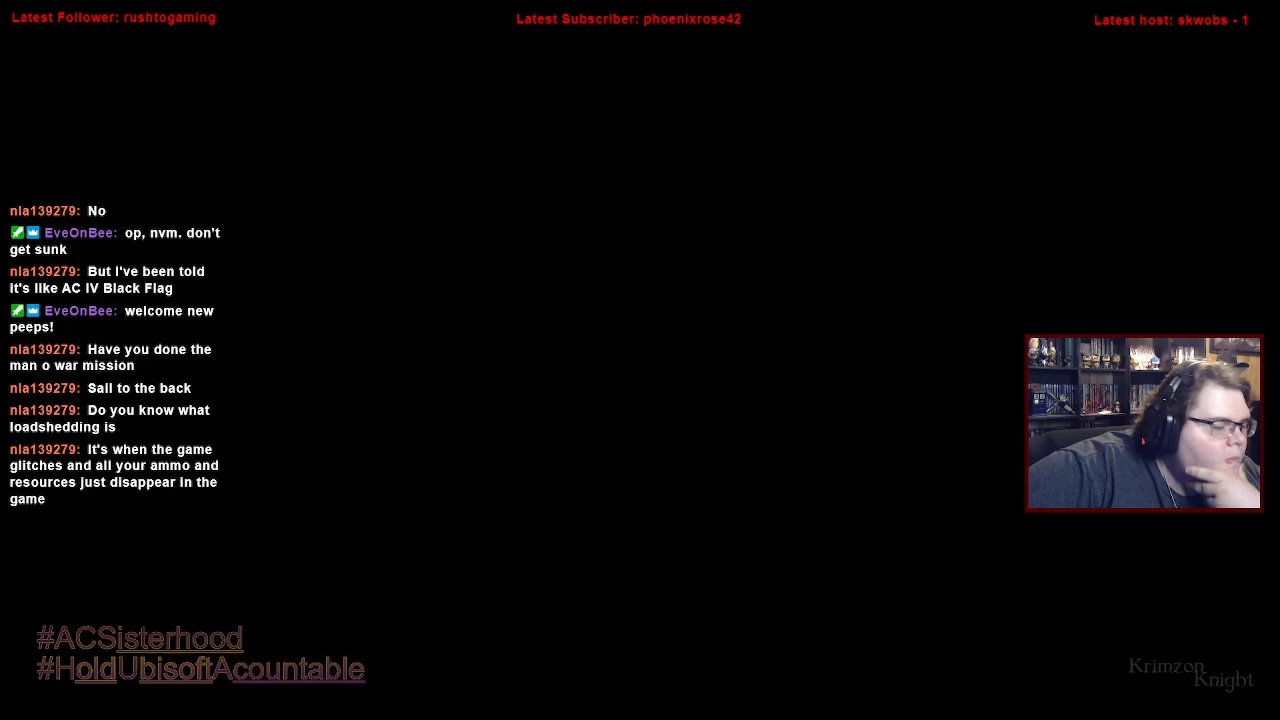 Latest Follower: rushtogaming
Latest Subscriber: phoenixrose42
Latest host: skwobs - 1
nla139279: No
EveOnBee: op, nvm. don't
get sunk
nla139279: But I've been told
it's like AC IV Black Flag
EveOnBee: welcome new
peeps!
nla139279: Have you done the
man o war mission
nla139279: Sail to the back
nla139279: Do you know what
loadshedding is
nla139279: It's when the game
glitches and all your ammo and
resources just disappear in the
game
#ACSisterhood
#HoldUbisoftAcountable
Krimzon
Knight